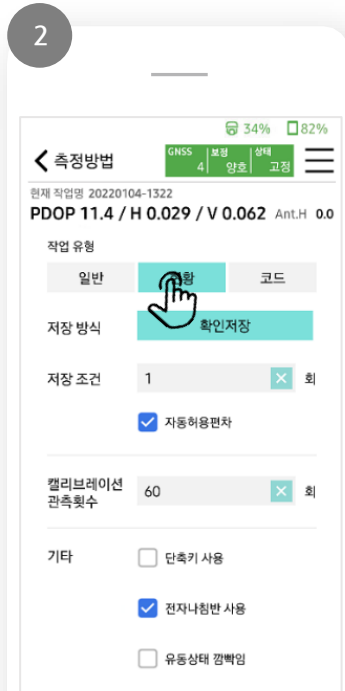 2
34% 82%
측정방법
GNSS 4 보정 양호 상태 고정
현재 작업명 20220104-1322
PDOP 11.4 / H 0.029 / V 0.062 Ant.H 0.0
작업 유형
일반 코드
저장 방식 확인저장
저장 조건 1 회
자동허용편차
캘리브레이션
관측횟수 60 회
기타 단축키 사용
전자나침반 사용
유동상태 깜빡임